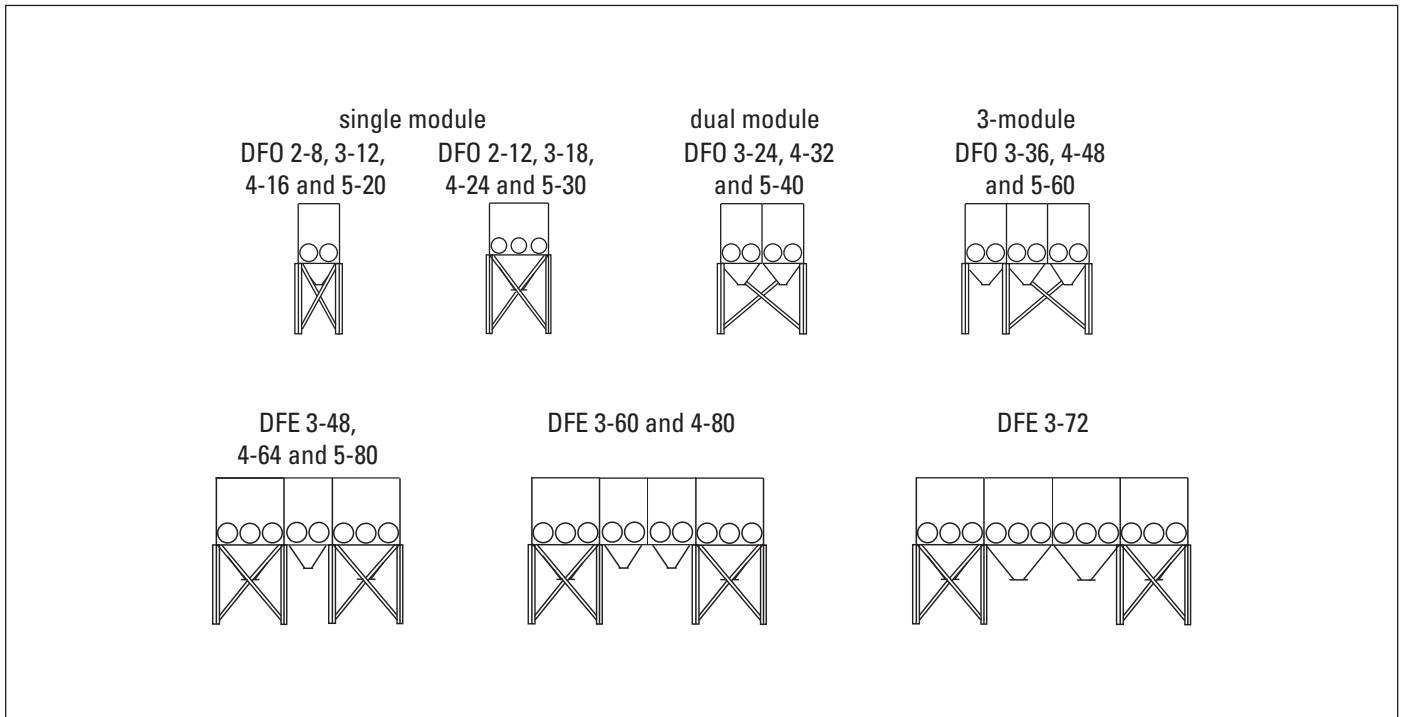 single module
DFO 2-8, 3-12,
4-16 and 5-20
DFO 2-12, 3-18,
4-24 and 5-30
dual module
DFO 3-24, 4-32
and 5-40
3-module
DFO 3-36, 4-48
and 5-60
DFE 3-48,
4-64 and 5-80
DFE 3-60 and 4-80
DFE 3-72